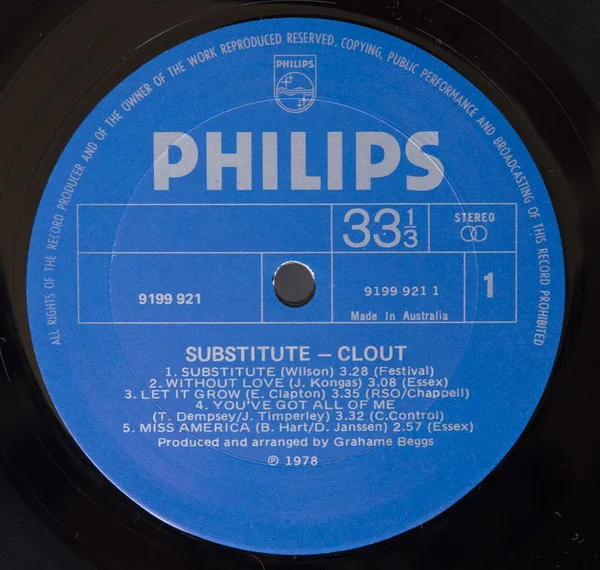 ALL RIGHTS OF THE RECORD PRODUCER AND OF THE OWNER OF THE WORK REPRODUCED RESERVED. COPYING, PUBLIC PERFORMANCE AND BROADCASTING OF THIS RECORD PROHIBITED
PHILIPS
PHILIPS
33 1/3
STEREO
9199 921
9199 921 1
1
Made in Australia
SUBSTITUTE – CLOUT
1. SUBSTITUTE (Wilson) 3.28 (Festival)
2. WITHOUT LOVE (J. Kongas) 3.08 (Essex)
3. LET IT GROW (E. Clapton) 3.35 (RSO/Chappell)
4. YOU'VE GOT ALL OF ME
(T. Dempsey/J. Timperley) 3.32 (C.Control)
5. MISS AMERICA (B. Hart/D. Janssen) 2.57 (Essex)
Produced and arranged by Grahame Beggs
℗ 1978